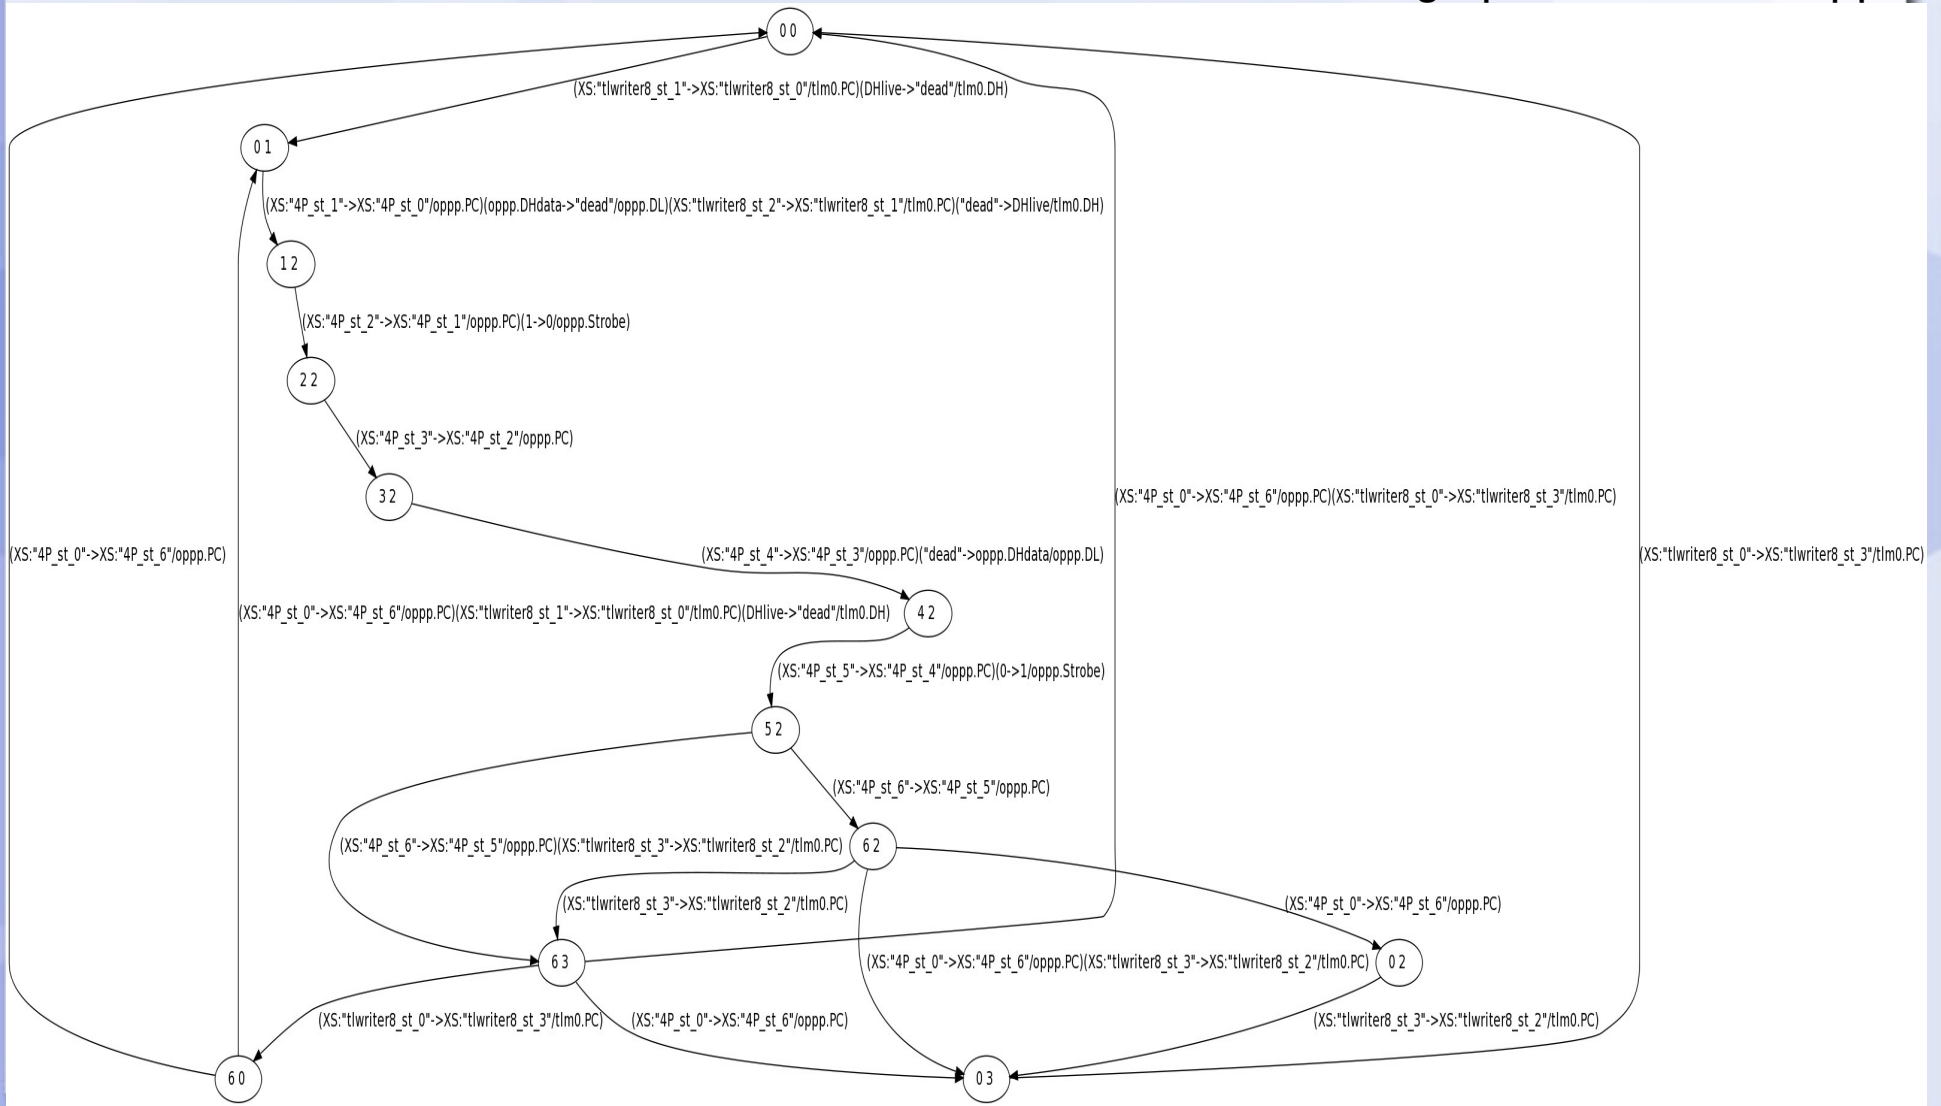 0 0
(XS:"tlwriter8_st_1"->XS:"tlwriter8_st_0"/tlm0.PC)(DHlive->"dead"/tlm0.DH)
0 1
(XS:"4P_st_1"->XS:"4P_st_0"/oppp.PC)(oppp.DHdata->"dead"/oppp.DL)(XS:"tlwriter8_st_2"->XS:"tlwriter8_st_1"/tlm0.PC)("dead"->DHlive/tlm0.DH)
1 2
(XS:"4P_st_2"->XS:"4P_st_1"/oppp.PC)(1->0/oppp.Strobe)
2 2
(XS:"4P_st_3"->XS:"4P_st_2"/oppp.PC)
3 2
(XS:"4P_st_0"->XS:"4P_st_6"/oppp.PC)(XS:"tlwriter8_st_0"->XS:"tlwriter8_st_3"/tlm0.PC)
(XS:"4P_st_0"->XS:"4P_st_6"/oppp.PC)
(XS:"4P_st_4"->XS:"4P_st_3"/oppp.PC)("dead"->oppp.DHdata/oppp.DL)
(XS:"tlwriter8_st_0"->XS:"tlwriter8_st_3"/tlm0.PC)
(XS:"4P_st_0"->XS:"4P_st_6"/oppp.PC)(XS:"tlwriter8_st_1"->XS:"tlwriter8_st_0"/tlm0.PC)(DHlive->"dead"/tlm0.DH)
4 2
(XS:"4P_st_5"->XS:"4P_st_4"/oppp.PC)(0->1/oppp.Strobe)
5 2
(XS:"4P_st_6"->XS:"4P_st_5"/oppp.PC)
(XS:"4P_st_6"->XS:"4P_st_5"/oppp.PC)(XS:"tlwriter8_st_3"->XS:"tlwriter8_st_2"/tlm0.PC)
6 2
(XS:"tlwriter8_st_3"->XS:"tlwriter8_st_2"/tlm0.PC)
(XS:"4P_st_0"->XS:"4P_st_6"/oppp.PC)
6 3
(XS:"4P_st_0"->XS:"4P_st_6"/oppp.PC)(XS:"tlwriter8_st_3"->XS:"tlwriter8_st_2"/tlm0.PC)
0 2
(XS:"tlwriter8_st_0"->XS:"tlwriter8_st_3"/tlm0.PC)
(XS:"4P_st_0"->XS:"4P_st_6"/oppp.PC)
(XS:"tlwriter8_st_3"->XS:"tlwriter8_st_2"/tlm0.PC)
6 0
0 3